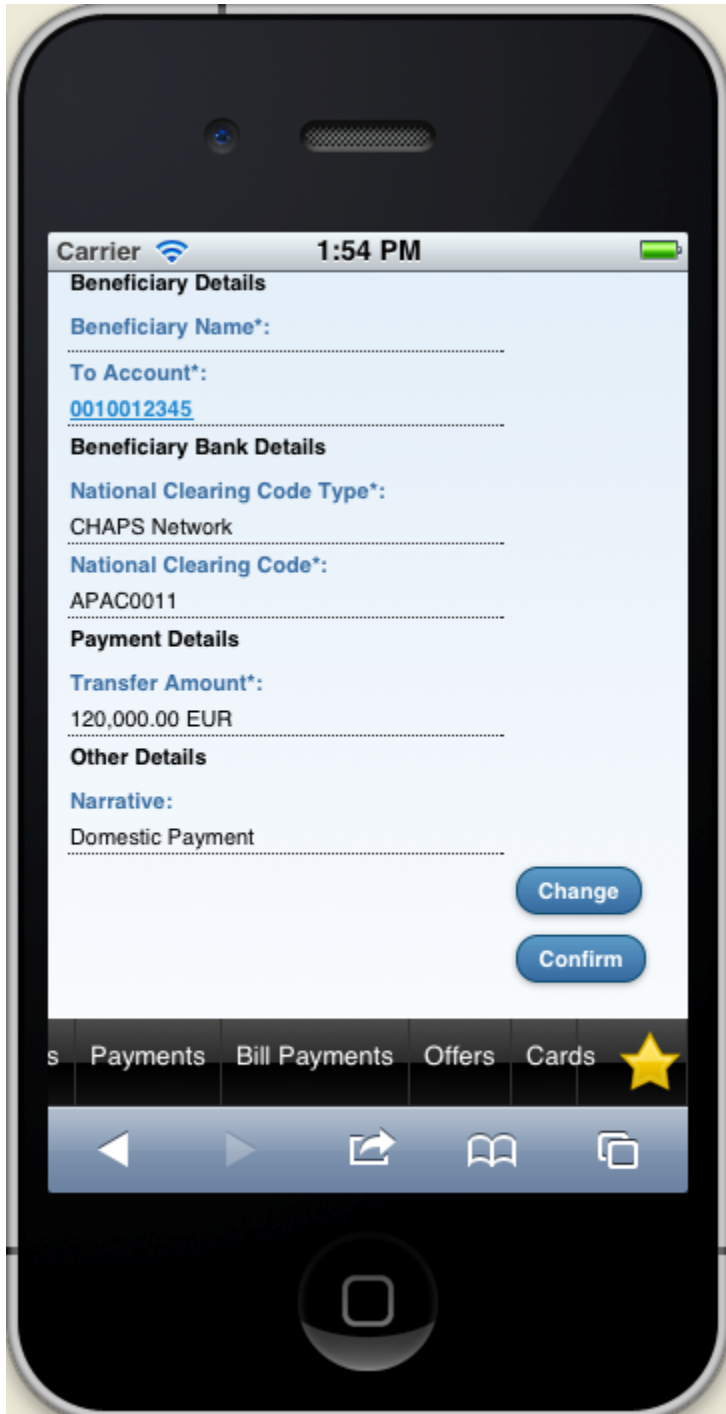 Carrier 1:54 PM
Beneficiary Details
Beneficiary Name*:
To Account*:
0010012345
Beneficiary Bank Details
National Clearing Code Type*:
CHAPS Network
National Clearing Code*:
APAC0011
Payment Details
Transfer Amount*:
120,000.00 EUR
Other Details
Narrative:
Domestic Payment
Change
Confirm
s Payments Bill Payments Offers Cards